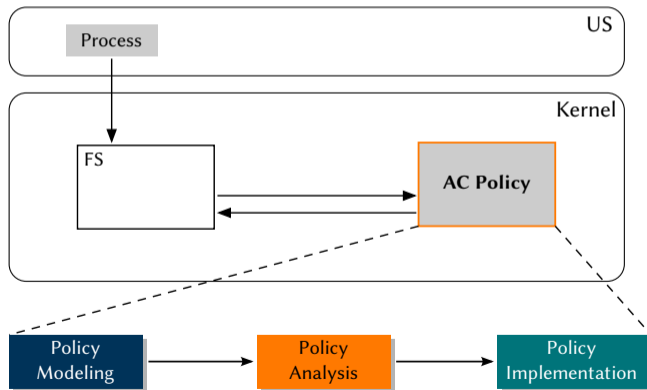 US
Process
Kernel
FS
AC Policy
Policy
Modeling
Policy
Analysis
Policy
Implementation